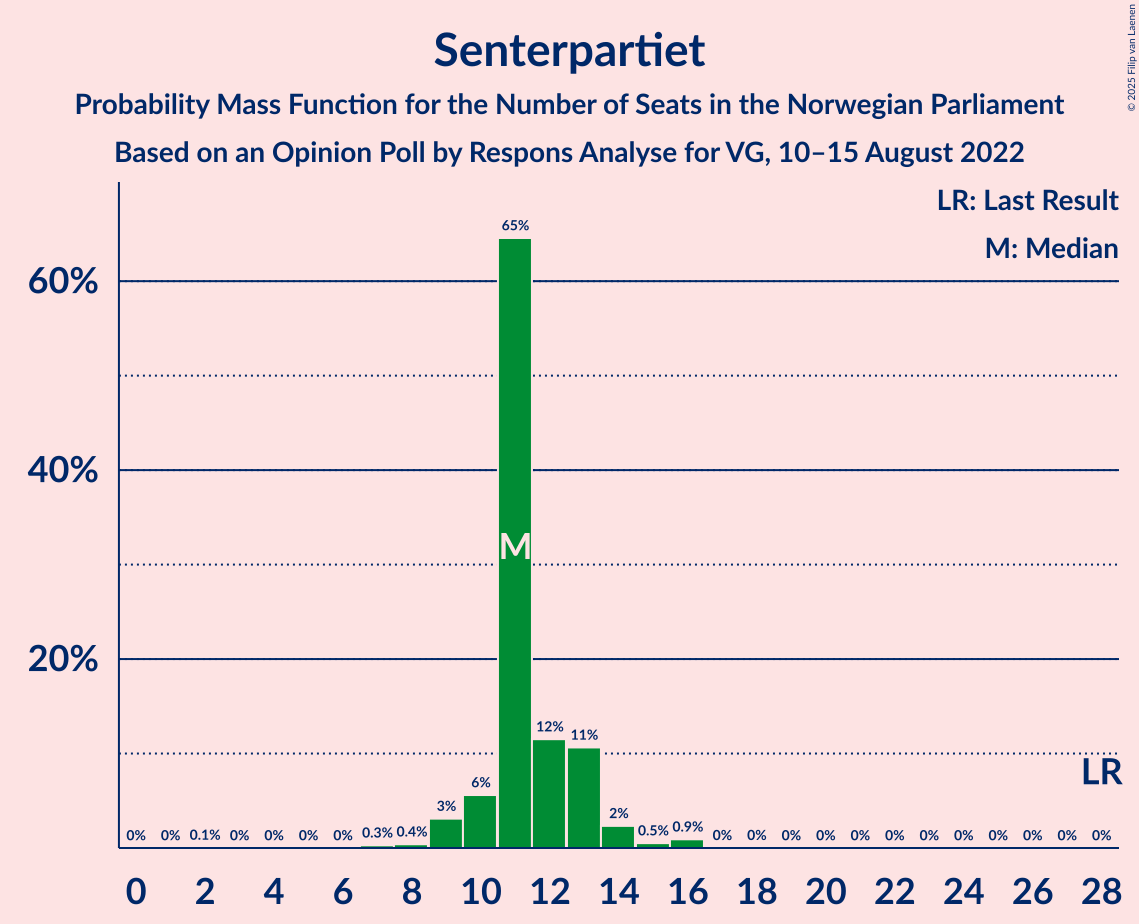 Senterpartiet
Probability Mass Function for the Number of Seats in the Norwegian Parliament
Based on an Opinion Poll by Respons Analyse for VG, 10–15 August 2022
© 2025 Filip van Laenen
LR: Last Result
M: Median
60%
40%
20%
0% 0% 0.1% 0% 0% 0% 0% 0.3% 0.4% 3% 6% 65% 12% 11% 2% 0.5% 0.9% 0% 0% 0% 0% 0% 0% 0% 0% 0% 0% 0% 0%
M
LR
0 2 4 6 8 10 12 14 16 18 20 22 24 26 28